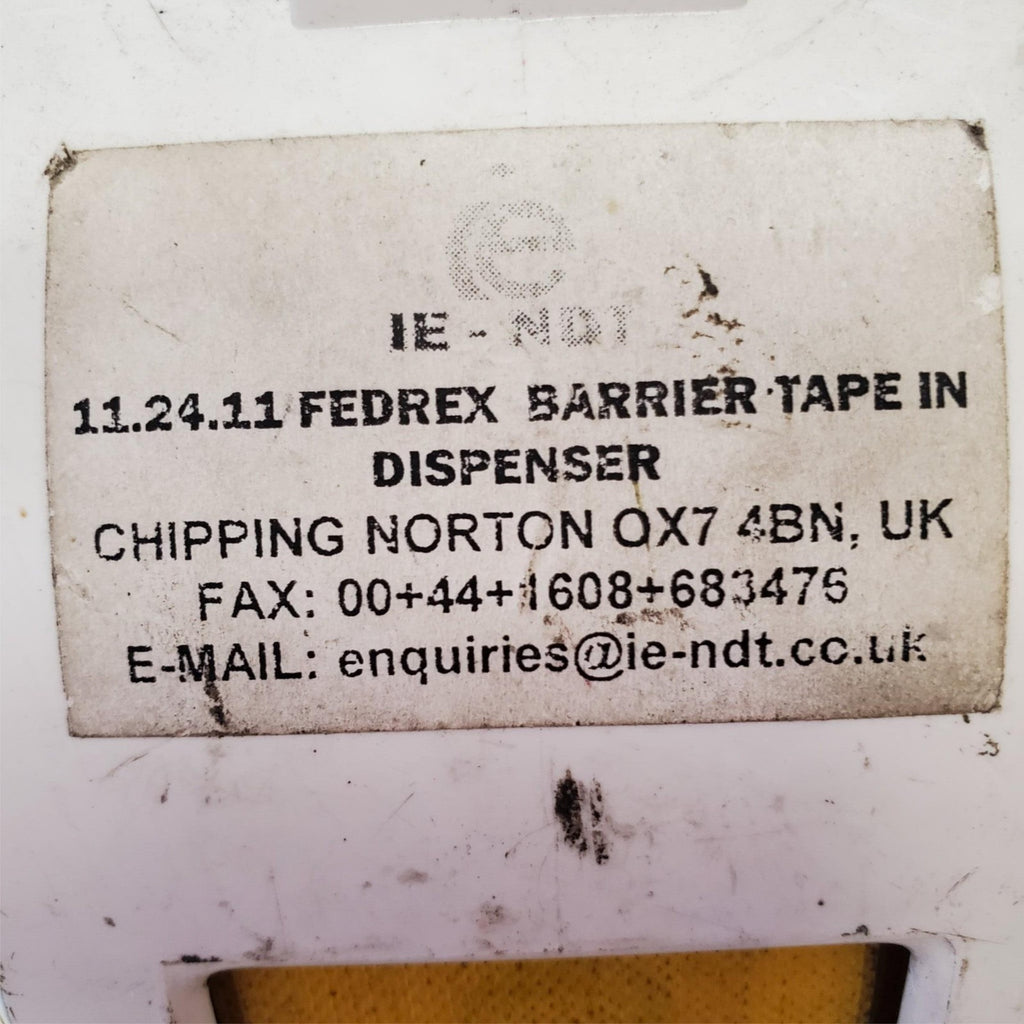 ie
IE - NDT
11.24.11 FEDREX BARRIER TAPE IN
DISPENSER
CHIPPING NORTON OX7 4BN, UK
FAX: 00+44+1608+683476
E-MAIL: enquiries@ie-ndt.co.uk